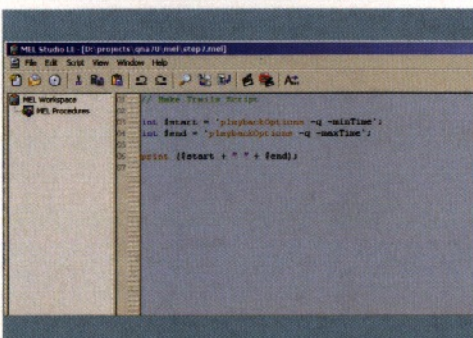 MEL Studio LE - [D:\projects\qna70\mel\step7.mel]
File Edit Script View Window Help
MEL Workspace
MEL Procedures
// Make Trails Script
int $start = `playbackOptions -q -minTime`;
int $end = `playbackOptions -q -maxTime`;
print ($start + " " + $end);